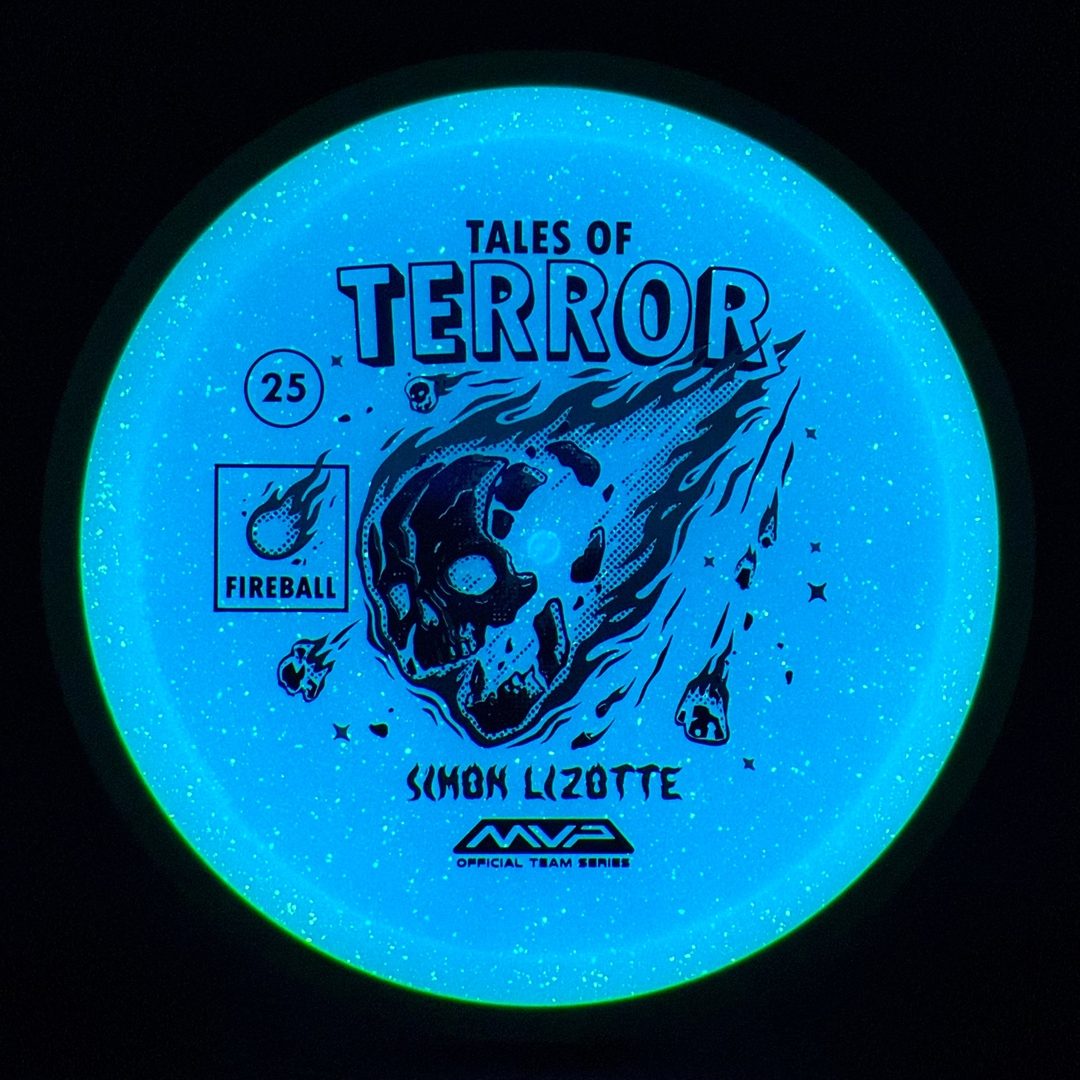 TALES OF
TERROR
25
FIREBALL
SIMON LIZOTTE
MVP
OFFICIAL TEAM SERIES